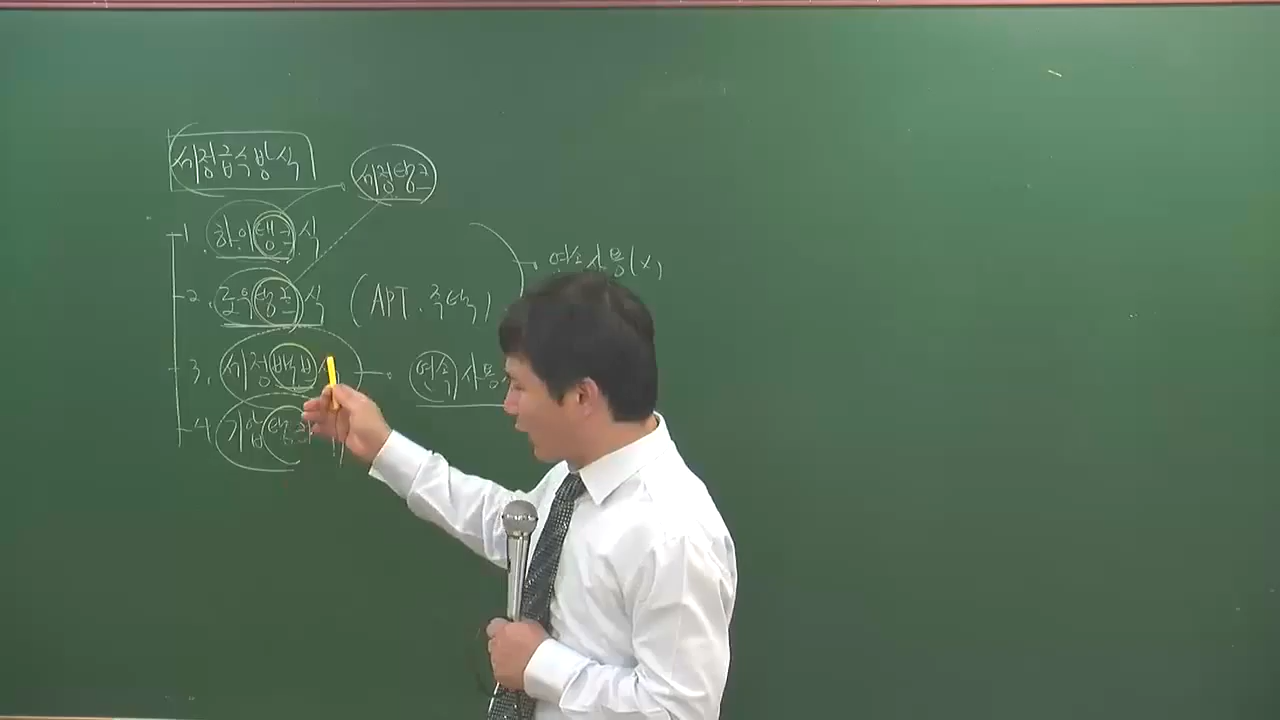 세정급수방식
세정탱크
1. 하이탱크식
연속사용(x)
2. 로우탱크식 (APT. 주택)
3. 세정밸브식 → 연속사용
4. 기압탱크